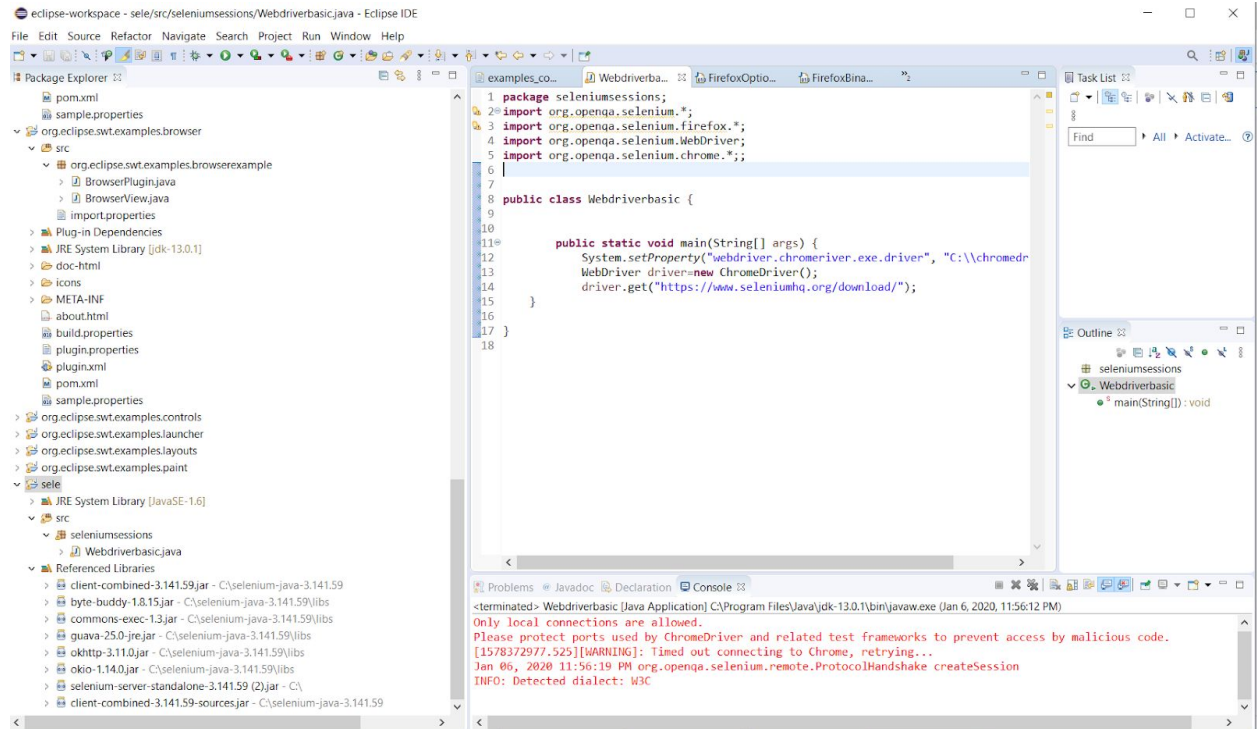 eclipse-workspace - sele/src/seleniumsessions/Webdriverbasic.java - Eclipse IDE
File Edit Source Refactor Navigate Search Project Run Window Help
Package Explorer
pom.xml
sample.properties
org.eclipse.swt.examples.browser
src
org.eclipse.swt.examples.browserexample
BrowserPlugin.java
BrowserView.java
import.properties
Plug-in Dependencies
JRE System Library [jdk-13.0.1]
doc-html
icons
META-INF
about.html
build.properties
plugin.properties
plugin.xml
pom.xml
sample.properties
org.eclipse.swt.examples.controls
org.eclipse.swt.examples.launcher
org.eclipse.swt.examples.layouts
org.eclipse.swt.examples.paint
sele
JRE System Library [JavaSE-1.6]
src
seleniumsessions
Webdriverbasic.java
Referenced Libraries
client-combined-3.141.59.jar - C:\selenium-java-3.141.59
byte-buddy-1.8.15.jar - C:\selenium-java-3.141.59\libs
commons-exec-1.3.jar - C:\selenium-java-3.141.59\libs
guava-25.0-jre.jar - C:\selenium-java-3.141.59\libs
okhttp-3.11.0.jar - C:\selenium-java-3.141.59\libs
okio-1.14.0.jar - C:\selenium-java-3.141.59\libs
selenium-server-standalone-3.141.59 (2).jar - C:\
client-combined-3.141.59-sources.jar - C:\selenium-java-3.141.59
examples_co... Webdriverba... FirefoxOptio... FirefoxBina... »2
1 package seleniumsessions;
2 import org.openqa.selenium.*;
3 import org.openqa.selenium.firefox.*;
4 import org.openqa.selenium.WebDriver;
5 import org.openqa.selenium.chrome.*;;
6
7
8 public class Webdriverbasic {
9
10
11 public static void main(String[] args) {
12 System.setProperty("webdriver.chromeriver.exe.driver", "C:\\chromedr
13 WebDriver driver=new ChromeDriver();
14 driver.get("https://www.seleniumhq.org/download/");
15 }
16
17 }
18
Task List
Find All Activate...
Outline
seleniumsessions
Webdriverbasic
main(String[]) : void
Problems Javadoc Declaration Console
<terminated> Webdriverbasic [Java Application] C:\Program Files\Java\jdk-13.0.1\bin\javaw.exe (Jan 6, 2020, 11:56:12 PM)
Only local connections are allowed.
Please protect ports used by ChromeDriver and related test frameworks to prevent access by malicious code.
[1578372977.525][WARNING]: Timed out connecting to Chrome, retrying...
Jan 06, 2020 11:56:19 PM org.openqa.selenium.remote.ProtocolHandshake createSession
INFO: Detected dialect: W3C